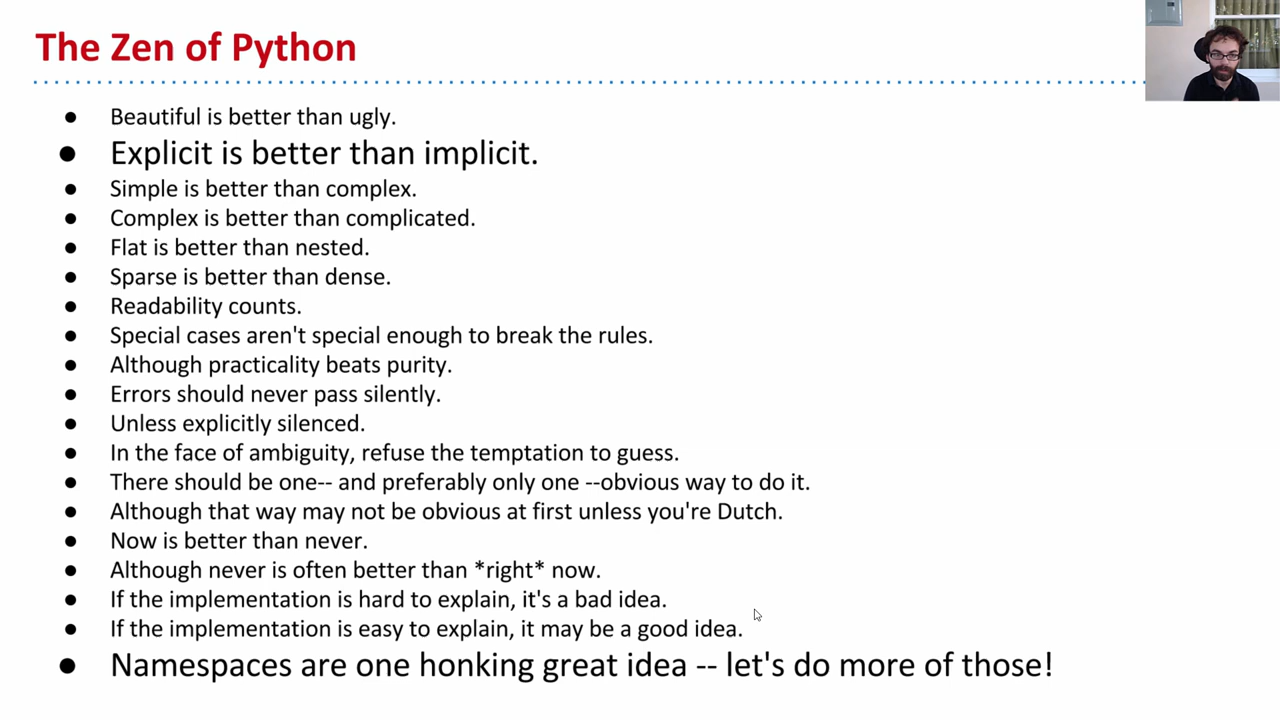 The Zen of Python
● Beautiful is better than ugly.
● Explicit is better than implicit.
● Simple is better than complex.
● Complex is better than complicated.
● Flat is better than nested.
● Sparse is better than dense.
● Readability counts.
● Special cases aren't special enough to break the rules.
● Although practicality beats purity.
● Errors should never pass silently.
● Unless explicitly silenced.
● In the face of ambiguity, refuse the temptation to guess.
● There should be one-- and preferably only one --obvious way to do it.
● Although that way may not be obvious at first unless you're Dutch.
● Now is better than never.
● Although never is often better than *right* now.
● If the implementation is hard to explain, it's a bad idea.
● If the implementation is easy to explain, it may be a good idea.
● Namespaces are one honking great idea -- let's do more of those!